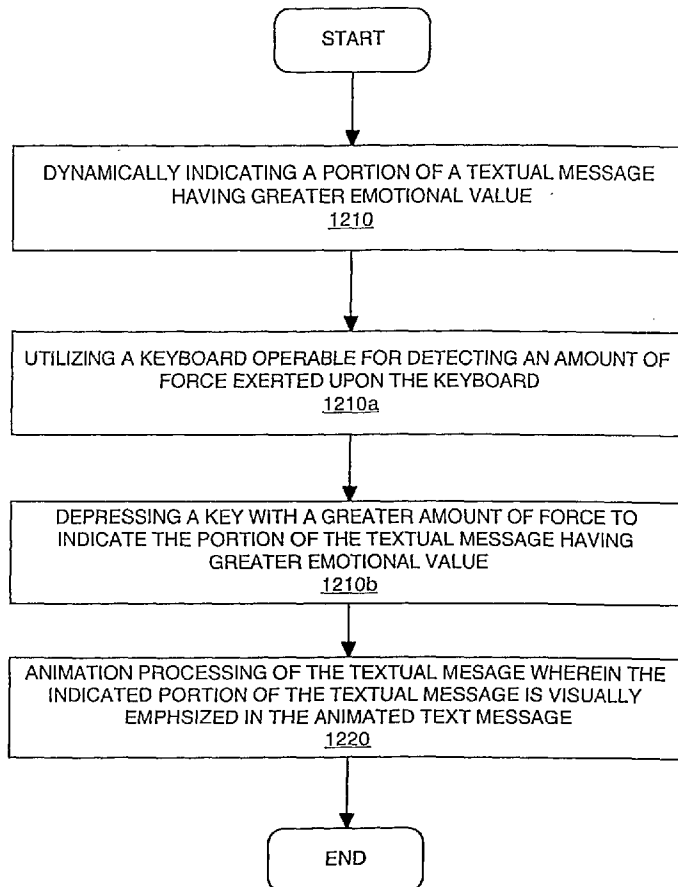 START
DYNAMICALLY INDICATING A PORTION OF A TEXTUAL MESSAGE
HAVING GREATER EMOTIONAL VALUE
1210
UTILIZING A KEYBOARD OPERABLE FOR DETECTING AN AMOUNT OF
FORCE EXERTED UPON THE KEYBOARD
1210a
DEPRESSING A KEY WITH A GREATER AMOUNT OF FORCE TO
INDICATE THE PORTION OF THE TEXTUAL MESSAGE HAVING
GREATER EMOTIONAL VALUE
1210b
ANIMATION PROCESSING OF THE TEXTUAL MESAGE WHEREIN THE
INDICATED PORTION OF THE TEXTUAL MESSAGE IS VISUALLY
EMPHSIZED IN THE ANIMATED TEXT MESSAGE
1220
END